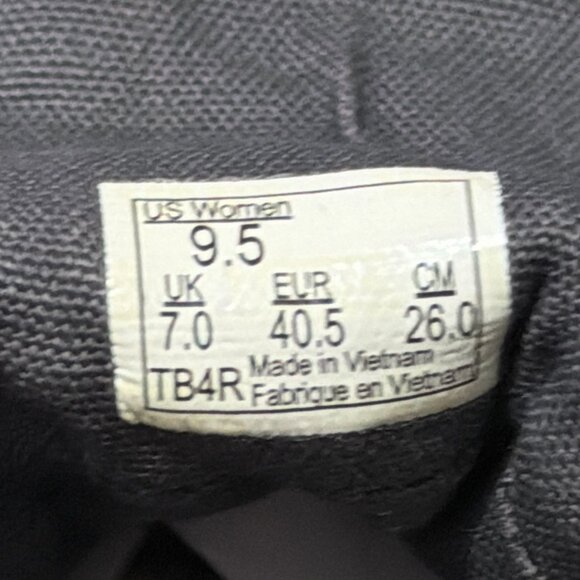 US Women
9.5
UK EUR CM
7.0 40.5 26.0
TB4R Made in Vietnam
Fabrique en Vietnam